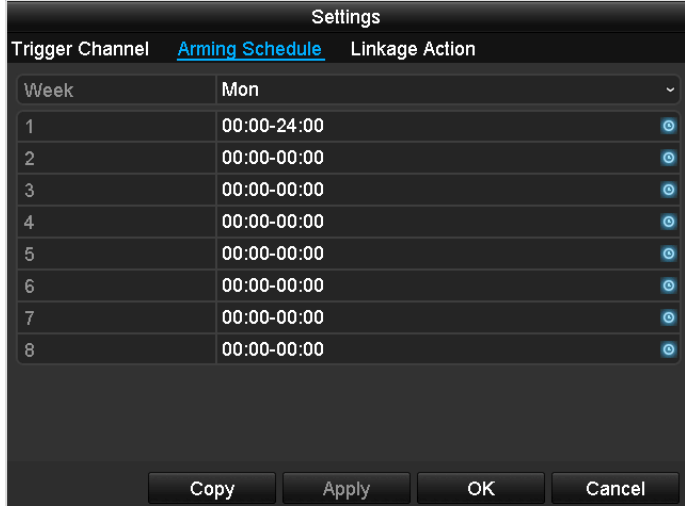 Settings
Trigger Channel Arming Schedule Linkage Action
Week Mon
1 00:00-24:00
2 00:00-00:00
3 00:00-00:00
4 00:00-00:00
5 00:00-00:00
6 00:00-00:00
7 00:00-00:00
8 00:00-00:00
Copy Apply OK Cancel